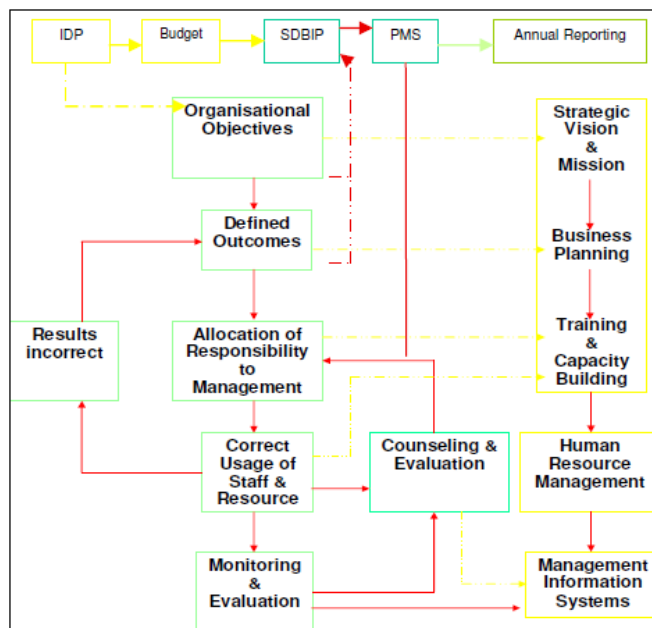 IDP
Budget
SDBIP
PMS
Annual Reporting
Organisational
Objectives
Strategic
Vision
&
Mission
Defined
Outcomes
Business
Planning
Results
incorrect
Allocation of
Responsibility
to
Management
Training
&
Capacity
Building
Correct
Usage of
Staff &
Resource
Counseling &
Evaluation
Human
Resource
Management
Monitoring
&
Evaluation
Management
Information
Systems